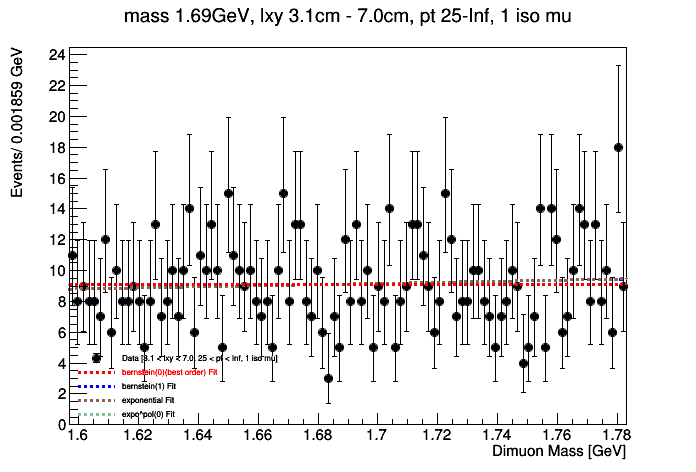 mass 1.69GeV, lxy 3.1cm - 7.0cm, pt 25-Inf, 1 iso mu
Events/ 0.001859 GeV
24
22
20
18
16
14
12
10
8
6
4
2
0
Data [3.1 < lxy < 7.0, 25 < pt < Inf, 1 iso mu]
bernstein(0)(best order) Fit
bernstein(1) Fit
exponential Fit
expo*pol(0) Fit
1.6 1.62 1.64 1.66 1.68 1.7 1.72 1.74 1.76 1.78
Dimuon Mass [GeV]